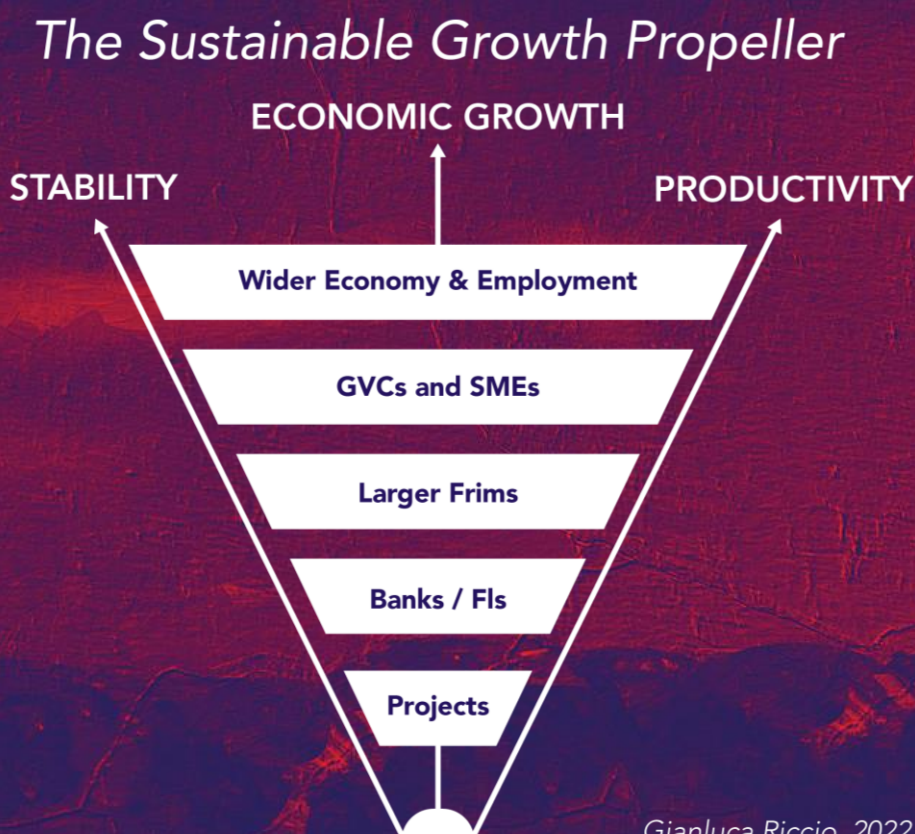 The Sustainable Growth Propeller
ECONOMIC GROWTH
STABILITY
PRODUCTIVITY
Wider Economy & Employment
GVCs and SMEs
Larger Frims
Banks / FIs
Projects
Gianluca Riccio, 2022